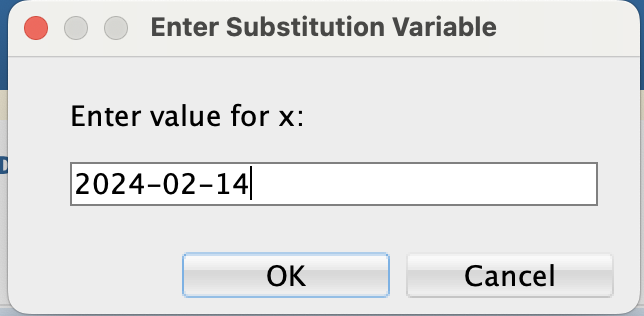 Enter Substitution Variable
Enter value for x:
2024-02-14
OK
Cancel